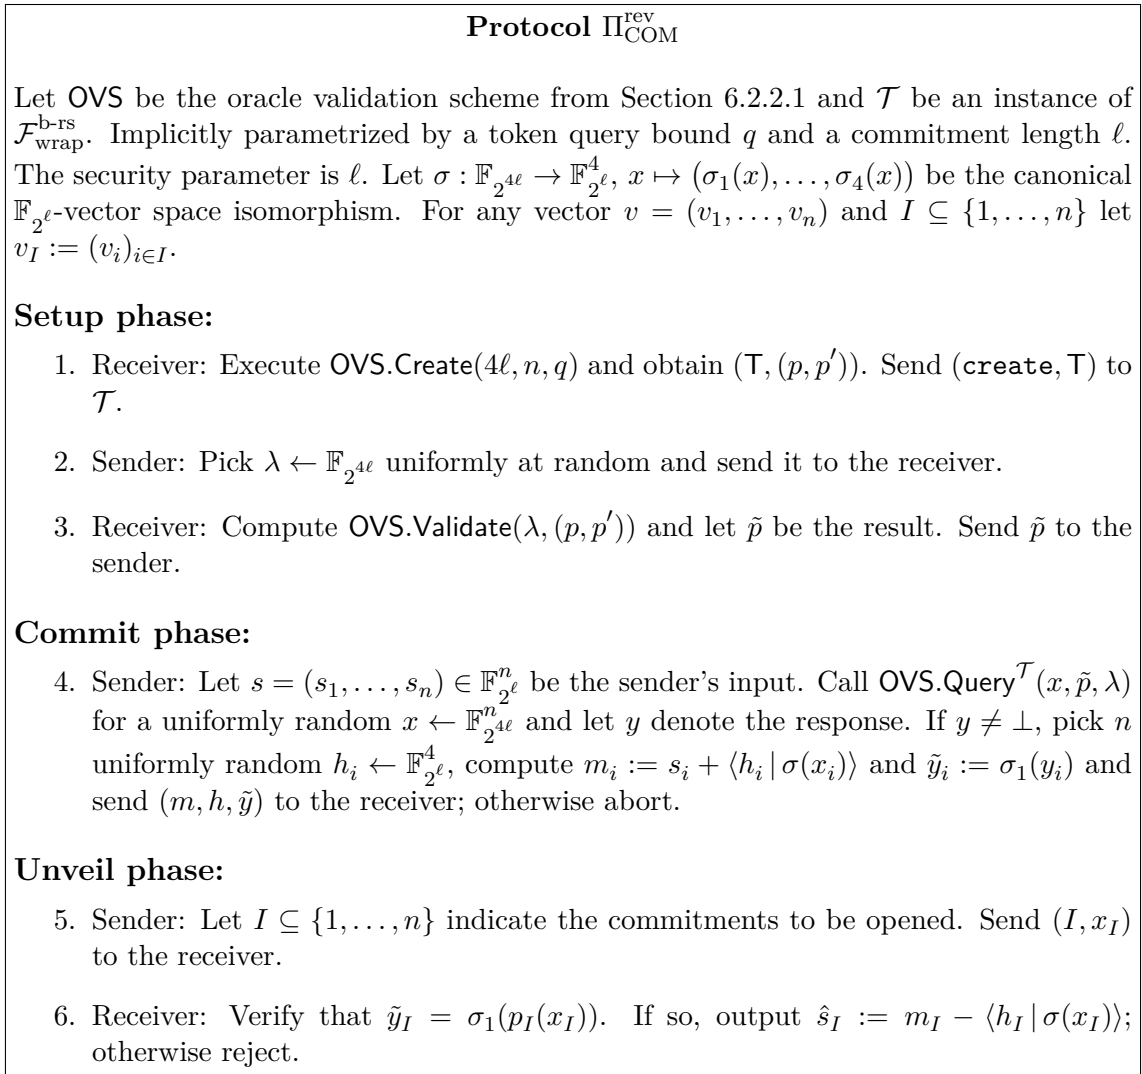 Protocol Π^rev_COM
Let OVS be the oracle validation scheme from Section 6.2.2.1 and 𝒯 be an instance of
ℱ^b-rs_wrap. Implicitly parametrized by a token query bound q and a commitment length ℓ.
The security parameter is ℓ. Let σ : 𝔽_{2^{4ℓ}} → 𝔽^4_{2^ℓ}, x ↦ (σ_1(x), …, σ_4(x)) be the canonical
𝔽_{2^ℓ}-vector space isomorphism. For any vector v = (v_1, …, v_n) and I ⊆ {1, …, n} let
v_I := (v_i)_{i∈I}.
Setup phase:
1. Receiver: Execute OVS.Create(4ℓ, n, q) and obtain (T, (p, p′)). Send (create, T) to
𝒯.
2. Sender: Pick λ ← 𝔽_{2^{4ℓ}} uniformly at random and send it to the receiver.
3. Receiver: Compute OVS.Validate(λ, (p, p′)) and let p̃ be the result. Send p̃ to the
sender.
Commit phase:
4. Sender: Let s = (s_1, …, s_n) ∈ 𝔽^n_{2^ℓ} be the sender's input. Call OVS.Query^𝒯(x, p̃, λ)
for a uniformly random x ← 𝔽^n_{2^{4ℓ}} and let y denote the response. If y ≠ ⊥, pick n
uniformly random h_i ← 𝔽^4_{2^ℓ}, compute m_i := s_i + ⟨h_i | σ(x_i)⟩ and ỹ_i := σ_1(y_i) and
send (m, h, ỹ) to the receiver; otherwise abort.
Unveil phase:
5. Sender: Let I ⊆ {1, …, n} indicate the commitments to be opened. Send (I, x_I)
to the receiver.
6. Receiver: Verify that ỹ_I = σ_1(p_I(x_I)). If so, output ŝ_I := m_I − ⟨h_I | σ(x_I)⟩;
otherwise reject.